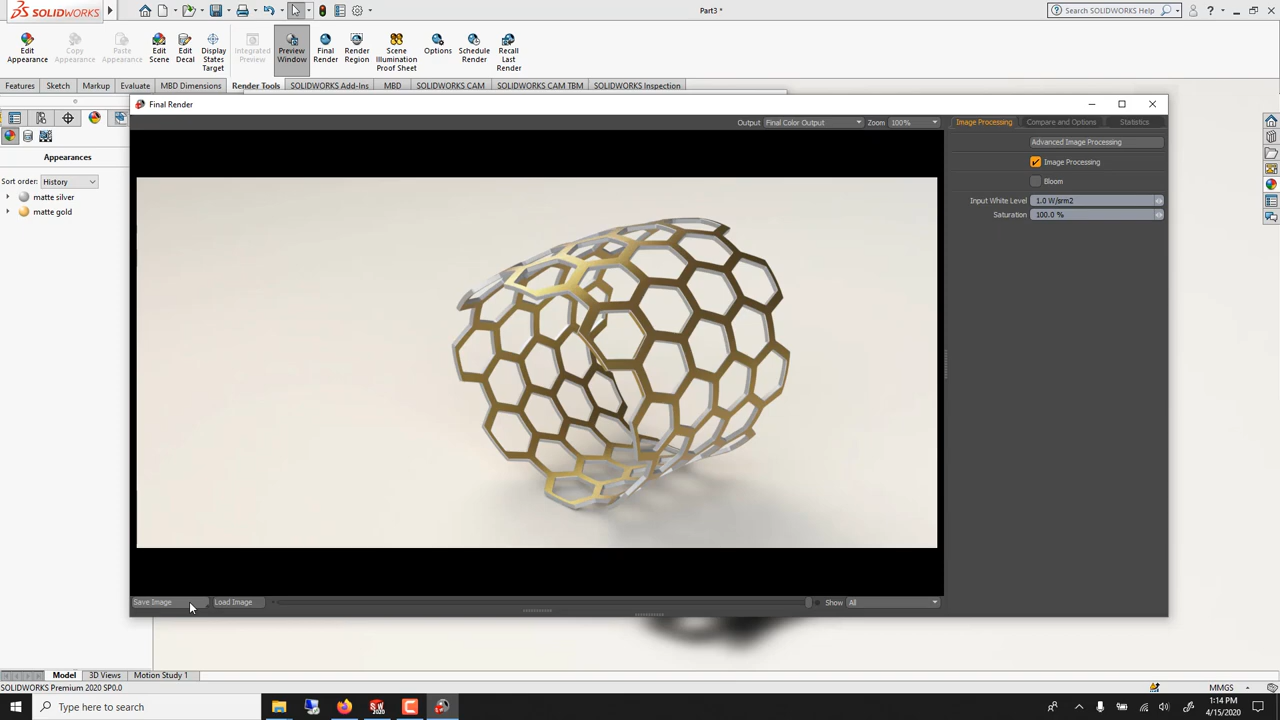 SOLIDWORKS
Part3 *
Search SOLIDWORKS Help
Edit Appearance
Copy Appearance
Paste Appearance
Edit Scene
Edit Decal
Display States Target
Integrated Preview
Preview Window
Final Render
Render Region
Scene Illumination Proof Sheet
Options
Schedule Render
Recall Last Render
Features
Sketch
Markup
Evaluate
MBD Dimensions
Render Tools
SOLIDWORKS Add-Ins
MBD
SOLIDWORKS CAM
SOLIDWORKS CAM TBM
SOLIDWORKS Inspection
Final Render
Output
Final Color Output
Zoom
100%
Image Processing
Compare and Options
Statistics
Advanced Image Processing
Image Processing
Bloom
Input White Level
1.0 W/srm2
Saturation
100.0 %
Appearances
Sort order:
History
matte silver
matte gold
Save Image
Load Image
Show
All
Model
3D Views
Motion Study 1
SOLIDWORKS Premium 2020 SP0.0
MMGS
Type here to search
1:14 PM
4/15/2020